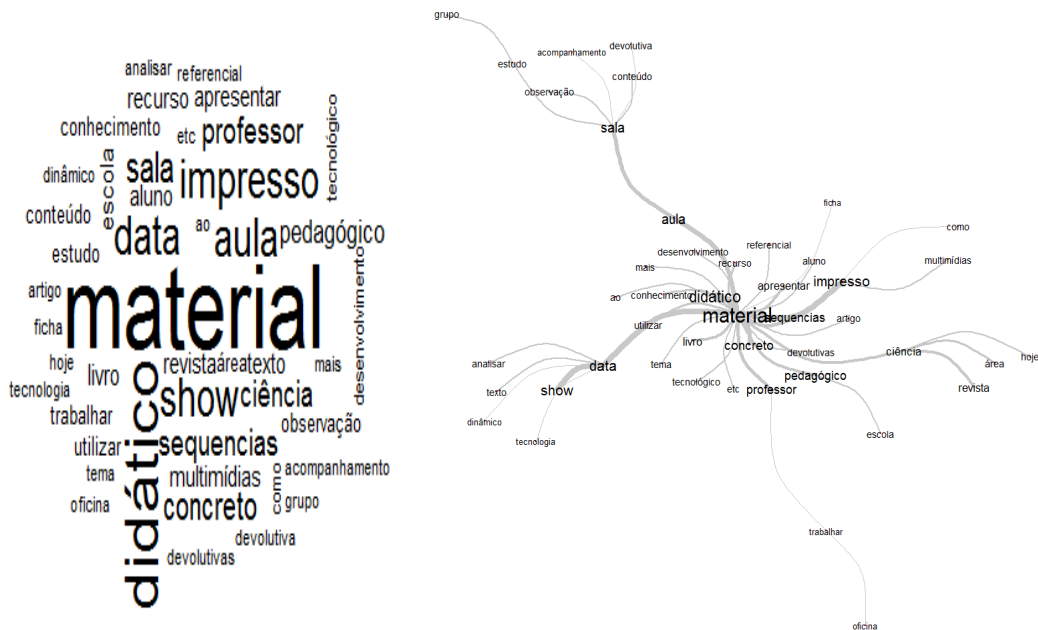 analisar referencial
recurso apresentar
conhecimento etc professor tecnológico
dinâmico escola sala aluno impresso
conteúdo data ao aula pedagógico
estudo
artigo material desenvolvimento
ficha
hoje livro revista área texto mais
tecnologia didático show ciência
trabalhar observação
utilizar sequencias
tema multimídias como acompanhamento
oficina concreto grupo
devolutiva
devolutivas
grupo
estudo
acompanhamento
devolutiva
conteúdo
observação
sala
aula
ficha
como
multimídias
desenvolvimento
referencial
recurso
aluno
mais
apresentar
impresso
ao
conhecimento
didático
material
sequencias
artigo
utilizar
livro
concreto
devolutivas
ciência
hoje
área
revista
tema
tecnológico
etc
pedagógico
professor
escola
analisar
data
texto
show
dinâmico
tecnologia
trabalhar
oficina